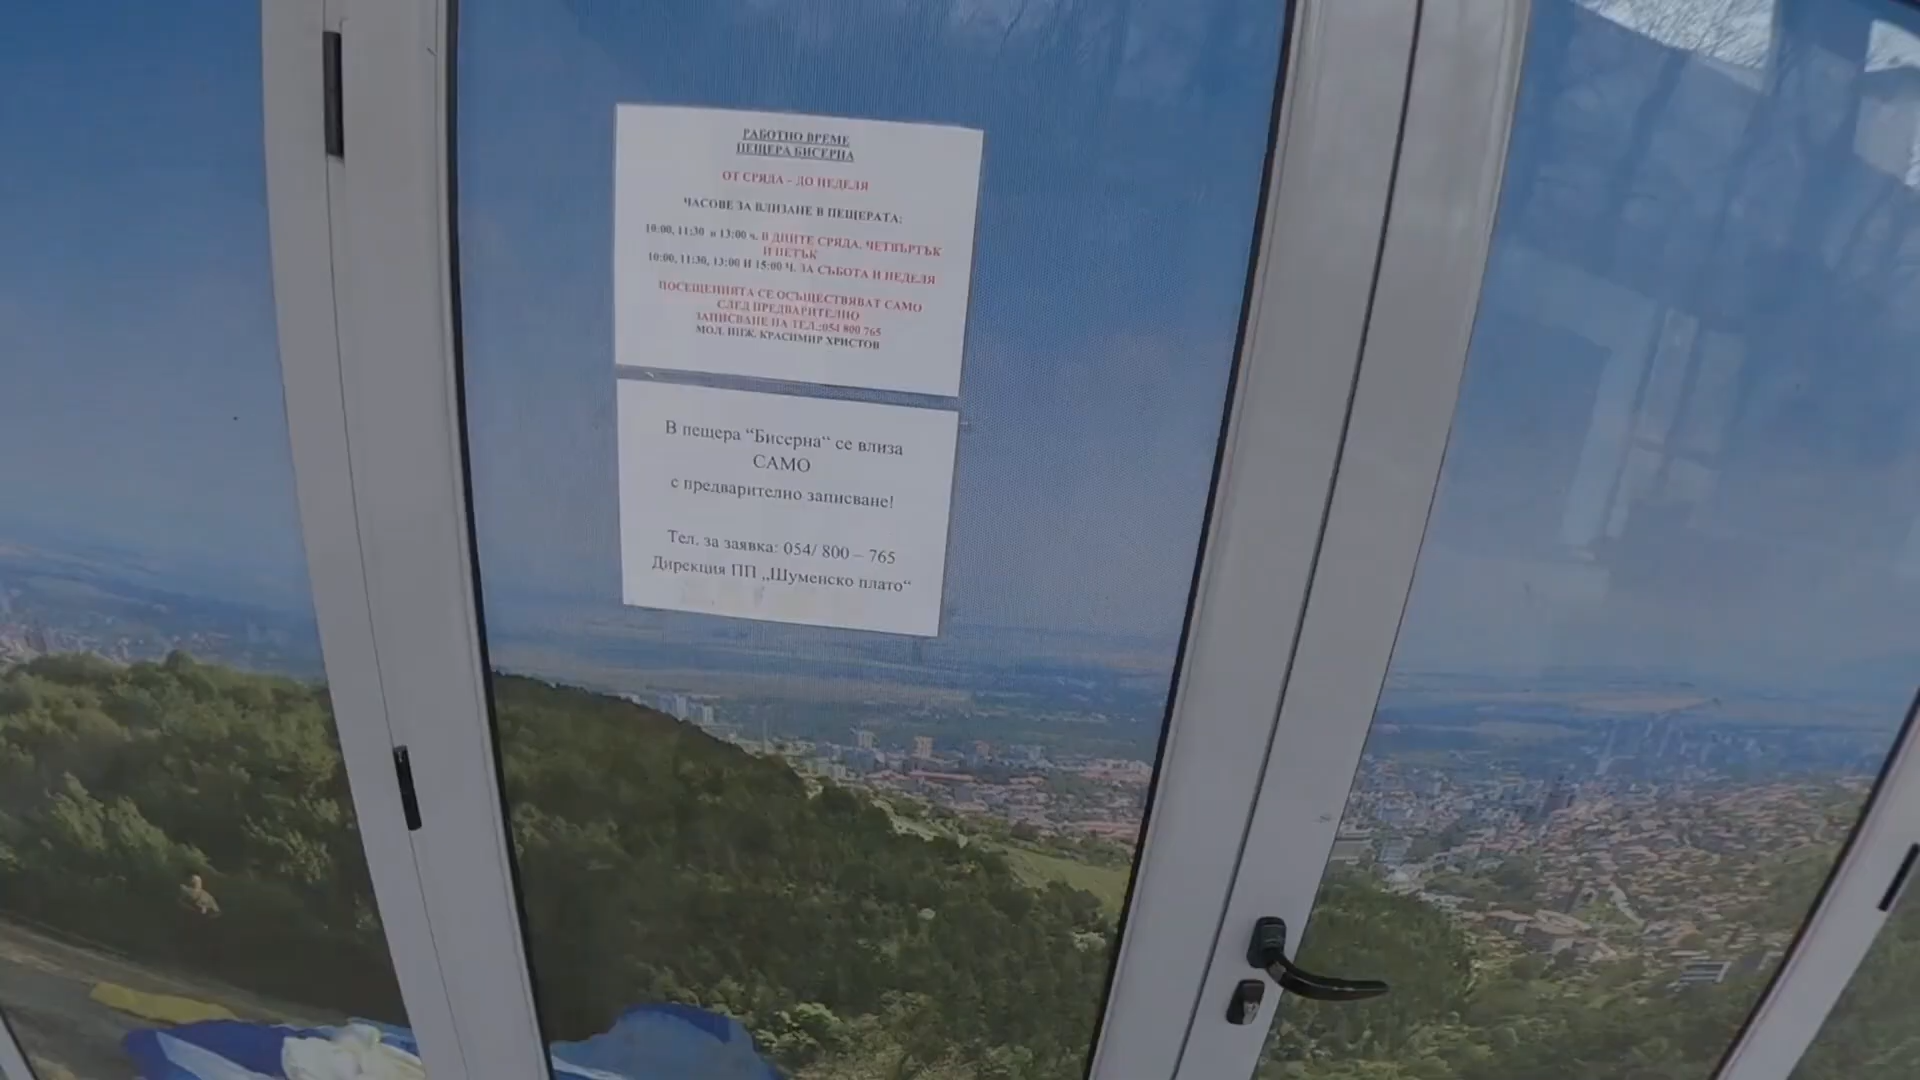 РАБОТНО ВРЕМЕ
ПЕЩЕРА БИСЕРНА
ОТ СРЯДА - ДО НЕДЕЛЯ
ЧАСОВЕ ЗА ВЛИЗАНЕ В ПЕЩЕРАТА:
10:00, 11:30 и 13:00 ч. В ДНИТЕ СРЯДА, ЧЕТВЪРТЪК
И ПЕТЪК
10:00, 11:30, 13:00 И 15:00 Ч. ЗА СЪБОТА И НЕДЕЛЯ
ПОСЕЩЕНИЯТА СЕ ОСЪЩЕСТВЯВАТ САМО
СЛЕД ПРЕДВАРИТЕЛНО
ЗАПИСВАНЕ НА ТЕЛ.:054 800 765
МОЛ. ИНЖ. КРАСИМИР ХРИСТОВ
В пещера “Бисерна“ се влиза
САМО
с предварително записване!
Тел. за заявка: 054/ 800 – 765
Дирекция ПП „Шуменско плато“